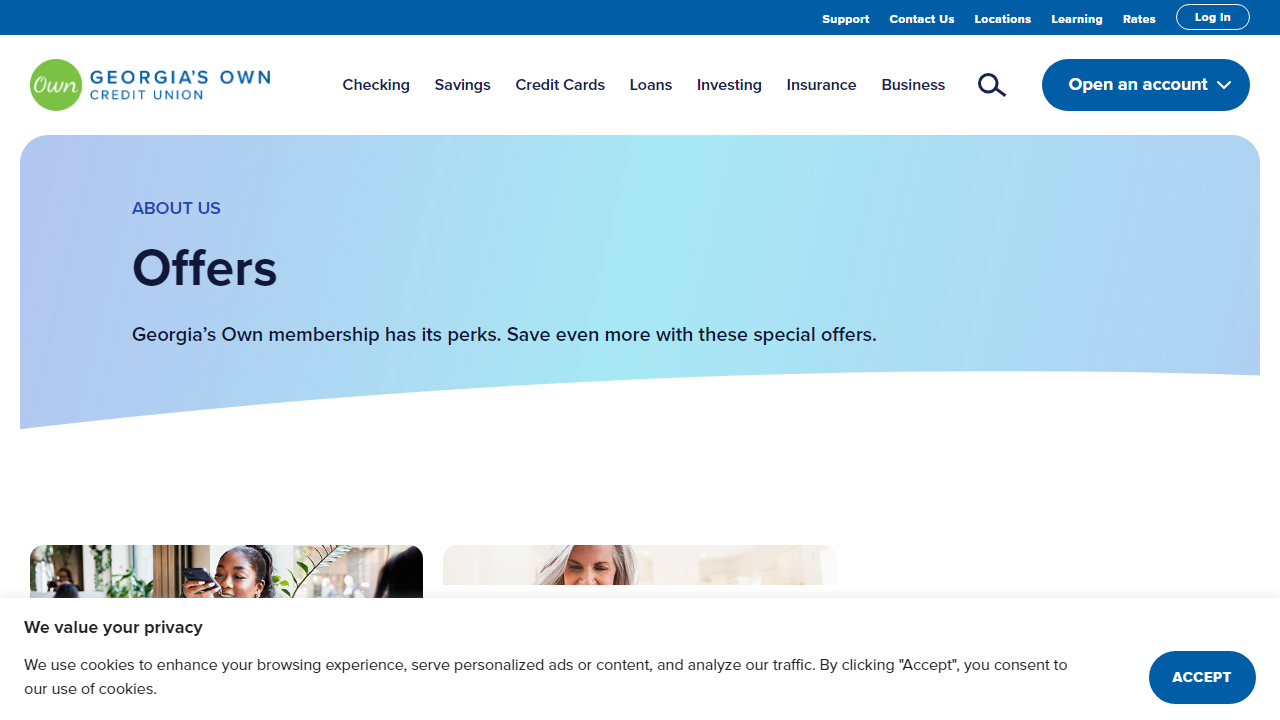 Support Contact Us Locations Learning Rates Log In
Own GEORGIA'S OWN
CREDIT UNION
Checking Savings Credit Cards Loans Investing Insurance Business Open an account
ABOUT US
Offers
Georgia’s Own membership has its perks. Save even more with these special offers.
We value your privacy
We use cookies to enhance your browsing experience, serve personalized ads or content, and analyze our traffic. By clicking "Accept", you consent to
our use of cookies.
ACCEPT